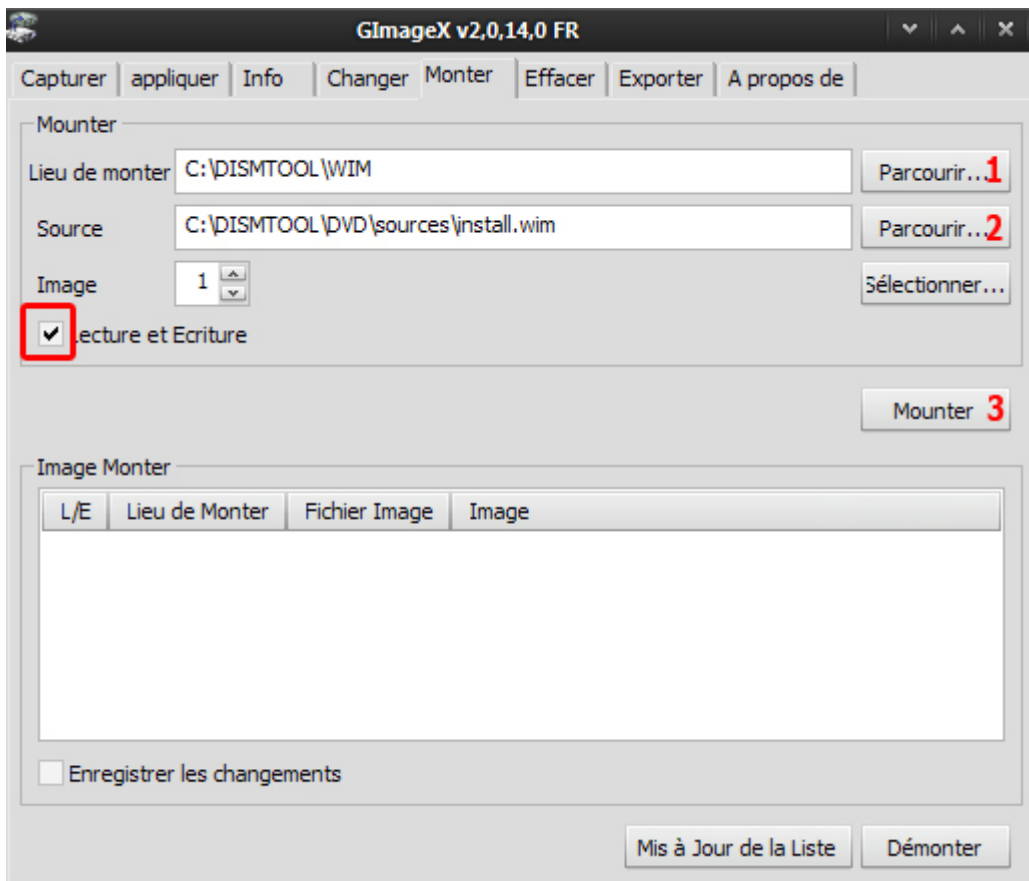 GImageX v2,0,14,0 FR
Capturer appliquer Info Changer Monter Effacer Exporter A propos de
Mounter
Lieu de monter C:\DISMTOOL\WIM Parcourir... 1
Source C:\DISMTOOL\DVD\sources\install.wim Parcourir... 2
Image 1 Sélectionner...
Lecture et Ecriture
Mounter 3
Image Monter
L/E Lieu de Monter Fichier Image Image
Enregistrer les changements
Mis à Jour de la Liste Démonter